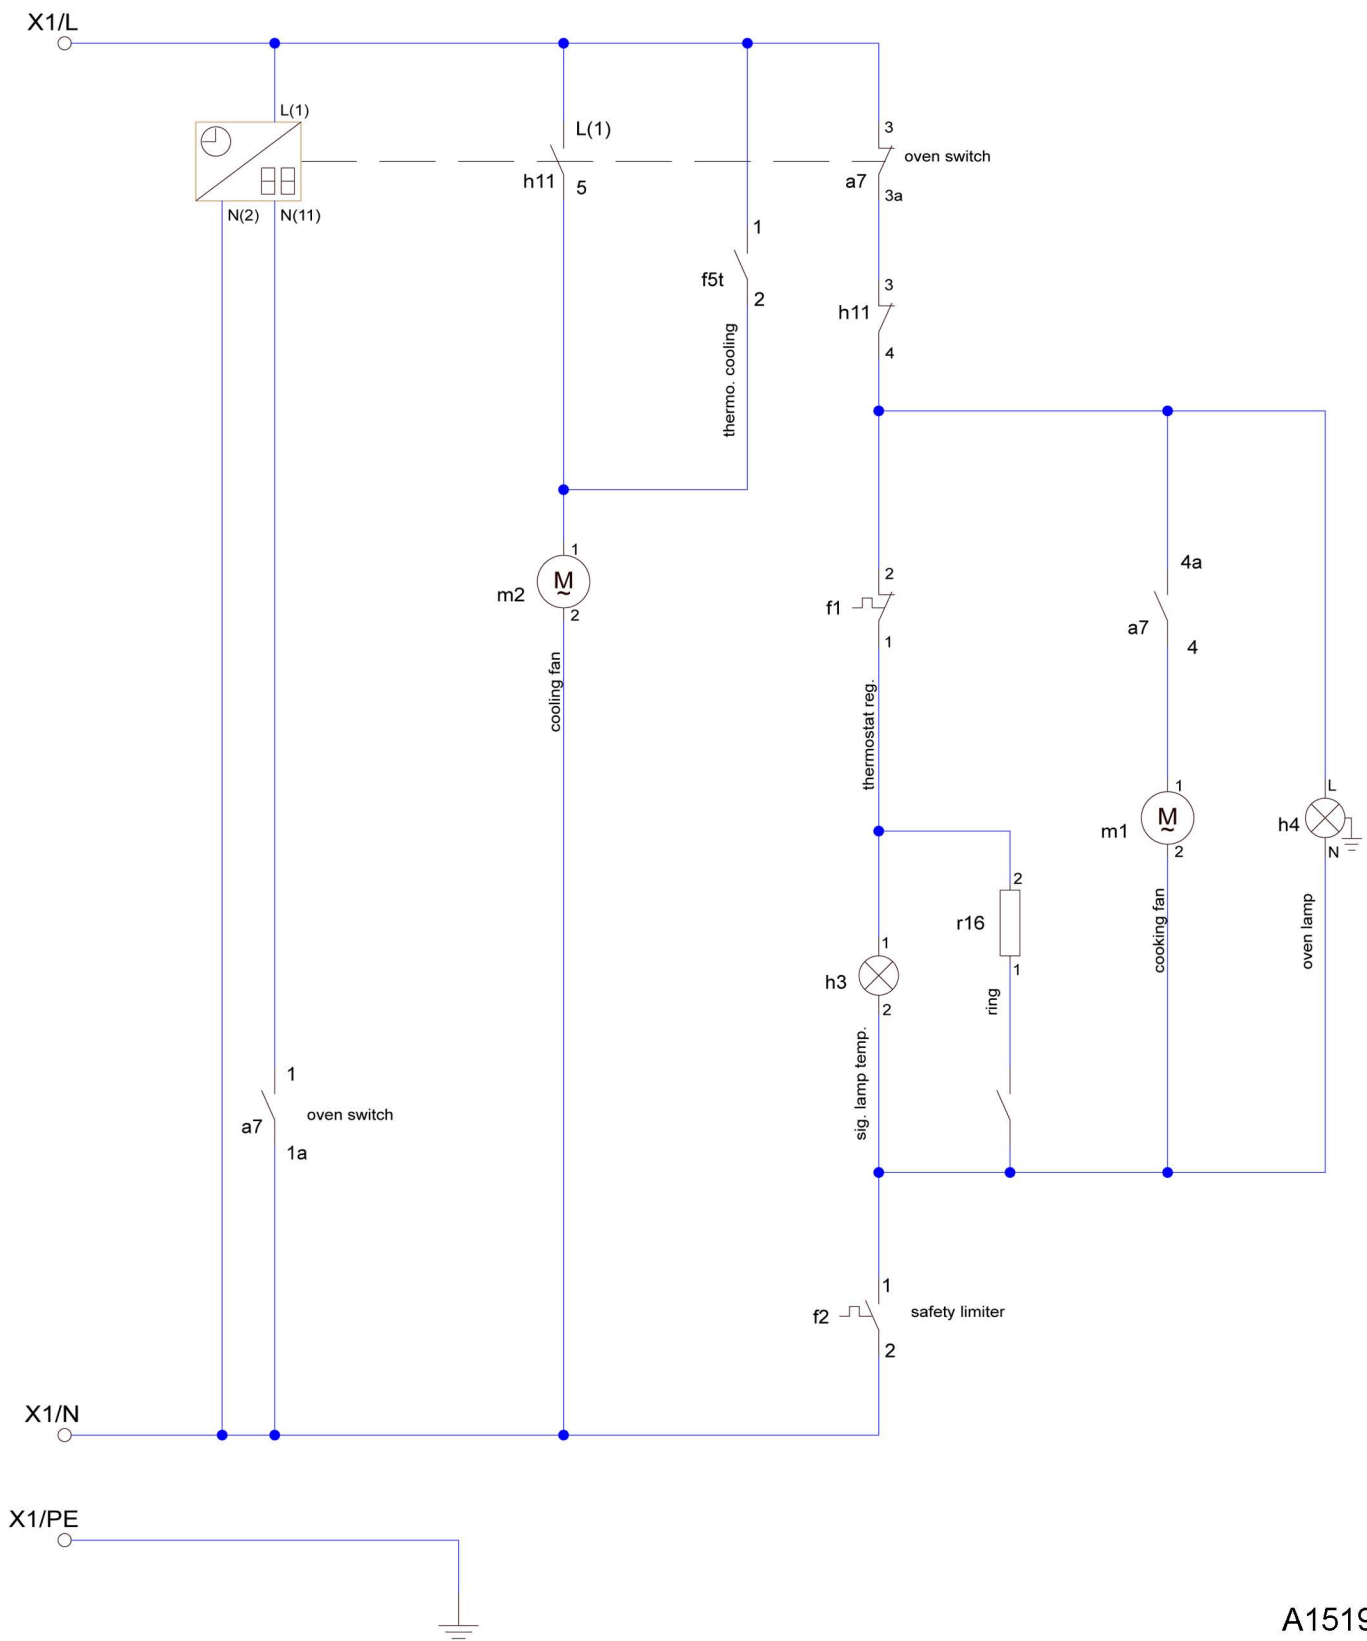 X1/L
L(1)
L(1)
3
oven switch
h11
5
a7
3a
N(2)
N(11)
1
f5t
2
3
h11
4
thermo. cooling
1
M
~
m2
2
cooling fan
2
f1
1
thermostat reg.
4a
a7
4
1
M
~
m1
2
cooking fan
L
h4
N
oven lamp
2
r16
1
ring
1
h3
2
sig. lamp temp.
1
a7
oven switch
1a
1
f2
safety limiter
2
X1/N
X1/PE
A1519